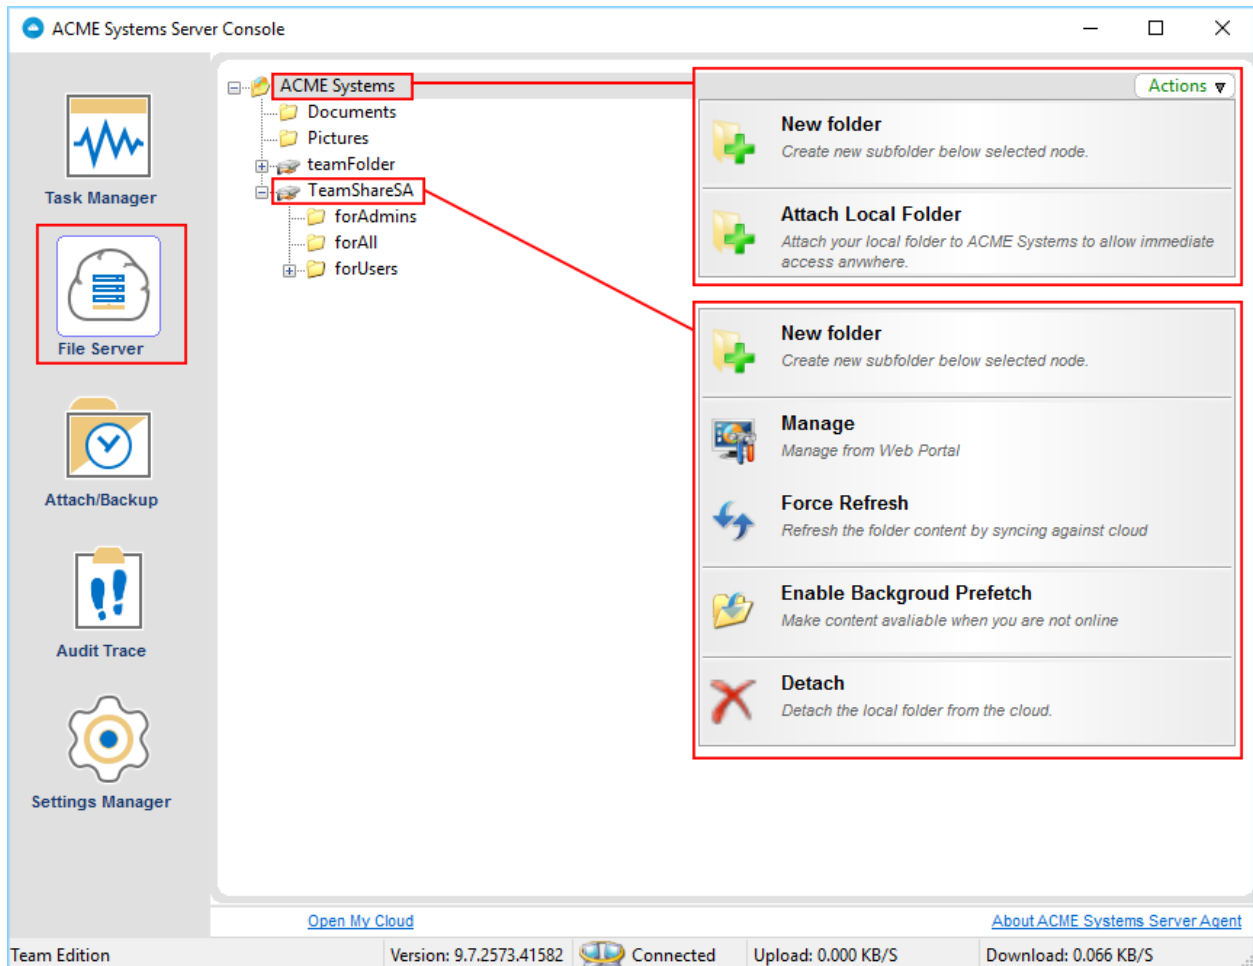 ACME Systems Server Console
Task Manager
File Server
Attach/Backup
Audit Trace
Settings Manager
ACME Systems
Documents
Pictures
teamFolder
TeamShareSA
forAdmins
forAll
forUsers
Actions
New folder
Create new subfolder below selected node.
Attach Local Folder
Attach your local folder to ACME Systems to allow immediate
access anywhere.
New folder
Create new subfolder below selected node.
Manage
Manage from Web Portal
Force Refresh
Refresh the folder content by syncing against cloud
Enable Backgroud Prefetch
Make content avaliable when you are not online
Detach
Detach the local folder from the cloud.
Open My Cloud
About ACME Systems Server Agent
Team Edition
Version: 9.7.2573.41582
Connected
Upload: 0.000 KB/S
Download: 0.066 KB/S